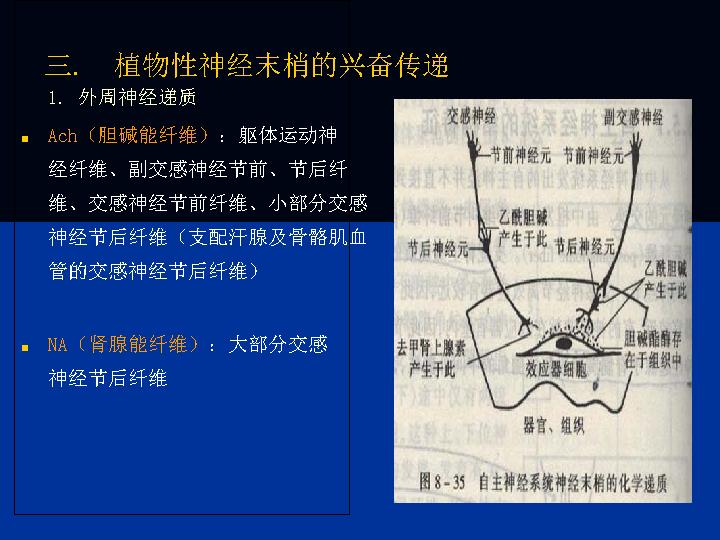 三. 植物性神经末梢的兴奋传递
1. 外周神经递质
Ach（胆碱能纤维）：躯体运动神
经纤维、副交感神经节前、节后纤
维、交感神经节前纤维、小部分交感
神经节后纤维（支配汗腺及骨骼肌血
管的交感神经节后纤维）
NA（肾腺能纤维）：大部分交感
神经节后纤维
交感神经
副交感神经
节前神经元
节前神经元
乙酰胆碱
产生于此
节后神经元
节后神经元
乙酰胆碱
产生于此
去甲肾上腺素
产生于此
胆碱酯酶存
在于组织中
效应器细胞
器官、组织
图8-35 自主神经系统神经末梢的化学递质